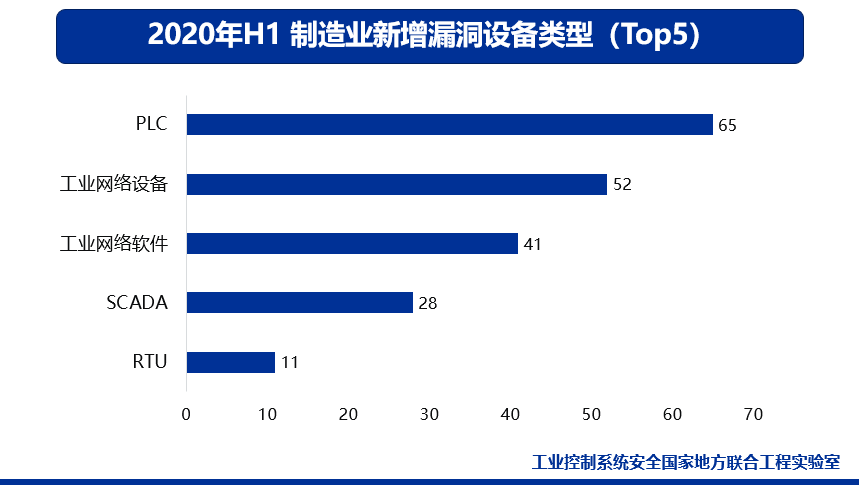 2020年H1 制造业新增漏洞设备类型（Top5）
PLC 65
工业网络设备 52
工业网络软件 41
SCADA 28
RTU 11
0 10 20 30 40 50 60 70
工业控制系统安全国家地方联合工程实验室